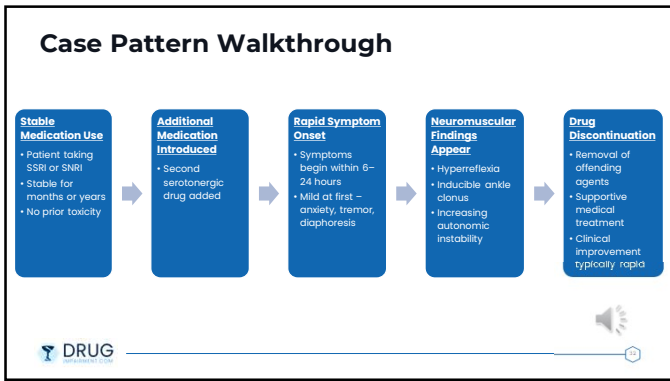 Case Pattern Walkthrough
Stable
Medication Use
• Patient taking
SSRI or SNRI
• Stable for
months or years
• No prior toxicity
Additional
Medication
Introduced
• Second
serotonergic
drug added
Rapid Symptom
Onset
• Symptoms
begin within 6–
24 hours
• Mild at first –
anxiety, tremor,
diaphoresis
Neuromuscular
Findings
Appear
• Hyperreflexia
• Inducible ankle
clonus
• Increasing
autonomic
instability
Drug
Discontinuation
• Removal of
offending
agents
• Supportive
medical
treatment
• Clinical
improvement
typically rapid
DRUG
IMPAIRMENT.COM
12